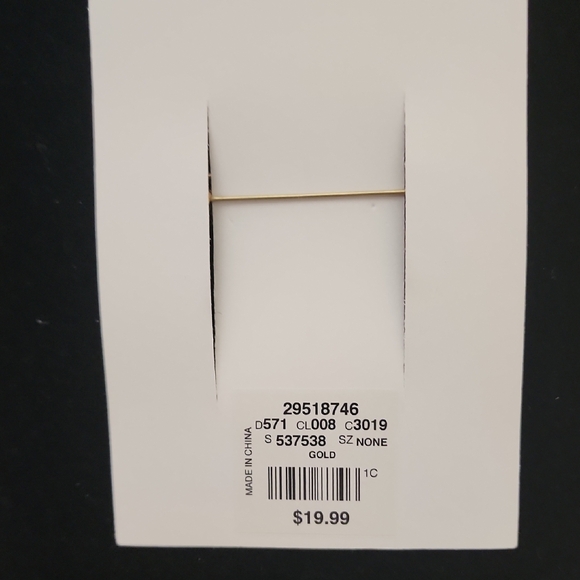 29518746
D571 CL008 C3019
S 537538 SZ NONE
GOLD
MADE IN CHINA
1C
$19.99